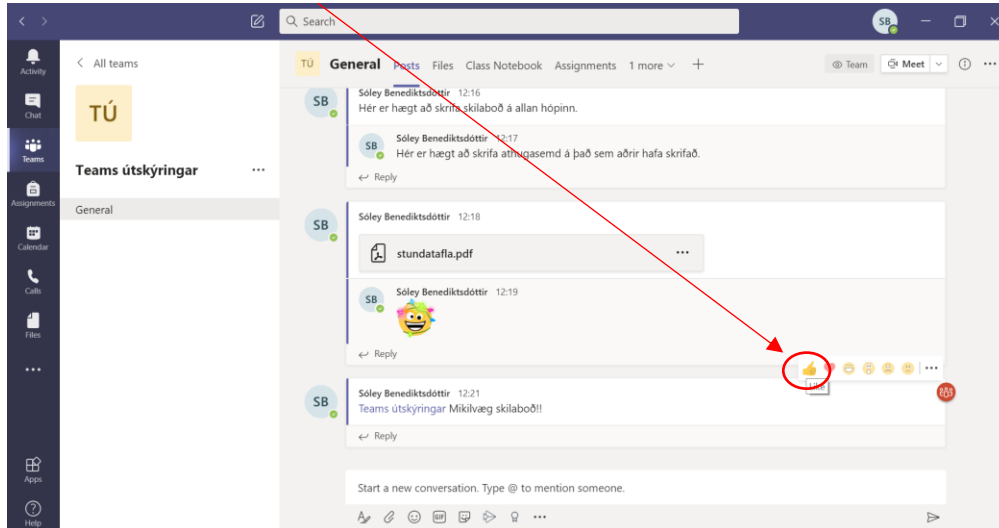 Search
SB
Activity
Chat
Teams
Assignments
Calendar
Calls
Files
Apps
Help
All teams
TÚ
Teams útskýringar
General
TÚ General Posts Files Class Notebook Assignments 1 more
Team
Meet
SB
Sóley Benediktsdóttir 12:16
Hér er hægt að skrifa skilaboð á allan hópinn.
SB
Sóley Benediktsdóttir 12:17
Hér er hægt að skrifa athugasemd á það sem aðrir hafa skrifað.
Reply
SB
Sóley Benediktsdóttir 12:18
stundatafla.pdf
SB
Sóley Benediktsdóttir 12:19
Reply
Like
SB
Sóley Benediktsdóttir 12:21
Teams útskýringar Mikilvæg skilaboð!!
Reply
Start a new conversation. Type @ to mention someone.
GIF